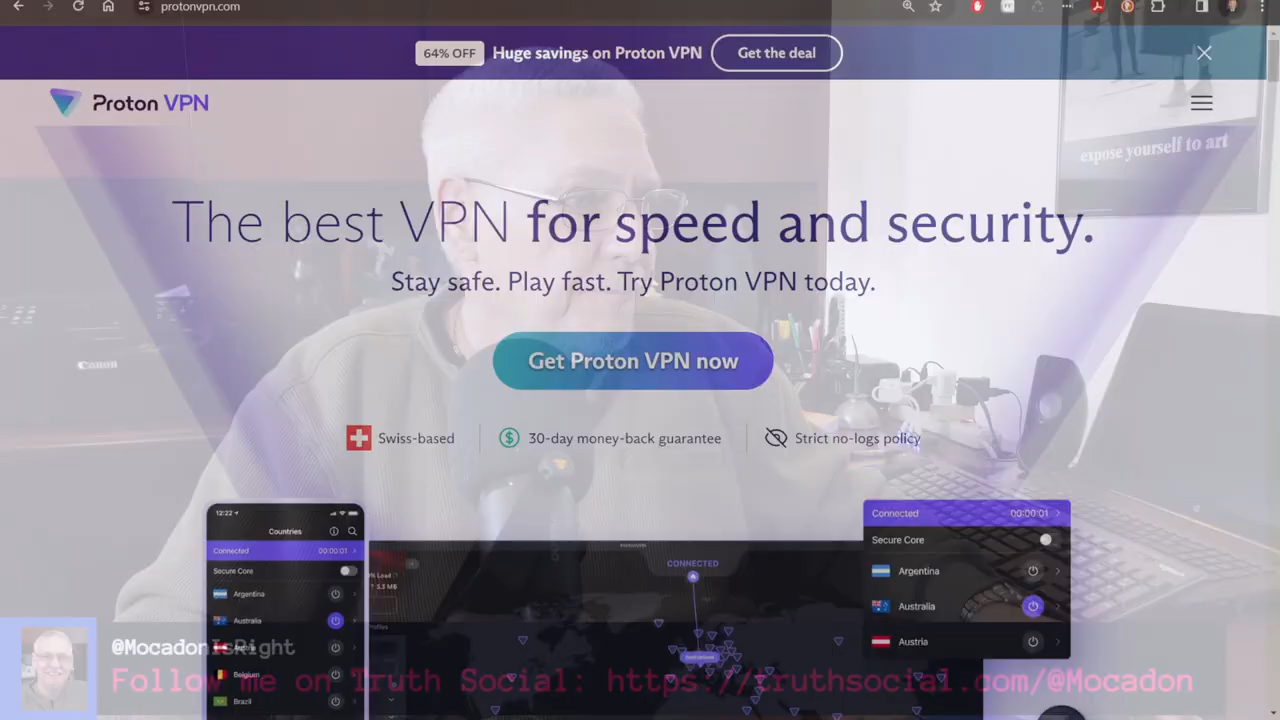 protonvpn.com
64% OFF Huge savings on Proton VPN Get the deal
Proton VPN
expose yourself to art
The best VPN for speed and security.
Stay safe. Play fast. Try Proton VPN today.
Canon
Get Proton VPN now
Swiss-based 30-day money-back guarantee Strict no-logs policy
12:22
Countries
Connected 00:00:01
Secure Core
Argentina
Australia
Austria
Belgium
Brazil
CONNECTED
Connected 00:00:01
Secure Core
Argentina
Australia
Austria
@MocadonIsRight
Follow me on Truth Social: https://truthsocial.com/@Mocadon